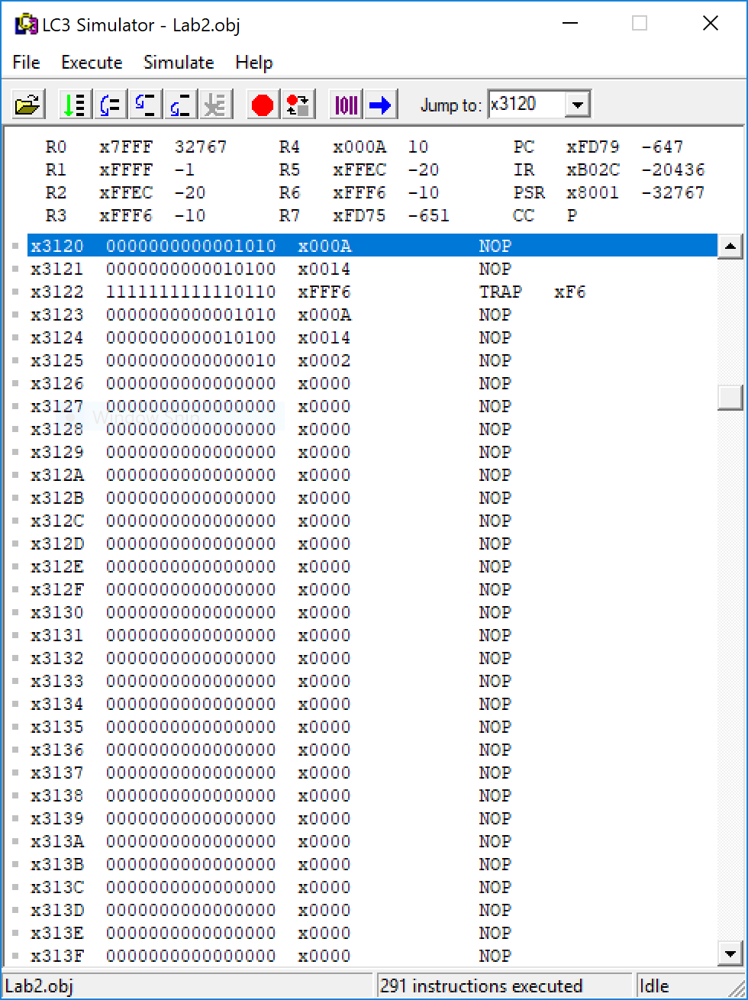 LC3 Simulator - Lab2.obj
File Execute Simulate Help
Jump to: x3120
R0 x7FFF 32767 R4 x000A 10 PC xFD79 -647
R1 xFFFF -1 R5 xFFEC -20 IR xB02C -20436
R2 xFFEC -20 R6 xFFF6 -10 PSR x8001 -32767
R3 xFFF6 -10 R7 xFD75 -651 CC P
x3120 0000000000001010 x000A NOP
x3121 0000000000010100 x0014 NOP
x3122 1111111111110110 xFFF6 TRAP xF6
x3123 0000000000001010 x000A NOP
x3124 0000000000010100 x0014 NOP
x3125 0000000000000010 x0002 NOP
x3126 0000000000000000 x0000 NOP
x3127 0000000000000000 x0000 NOP
Window Snip
x3128 0000000000000000 x0000 NOP
x3129 0000000000000000 x0000 NOP
x312A 0000000000000000 x0000 NOP
x312B 0000000000000000 x0000 NOP
x312C 0000000000000000 x0000 NOP
x312D 0000000000000000 x0000 NOP
x312E 0000000000000000 x0000 NOP
x312F 0000000000000000 x0000 NOP
x3130 0000000000000000 x0000 NOP
x3131 0000000000000000 x0000 NOP
x3132 0000000000000000 x0000 NOP
x3133 0000000000000000 x0000 NOP
x3134 0000000000000000 x0000 NOP
x3135 0000000000000000 x0000 NOP
x3136 0000000000000000 x0000 NOP
x3137 0000000000000000 x0000 NOP
x3138 0000000000000000 x0000 NOP
x3139 0000000000000000 x0000 NOP
x313A 0000000000000000 x0000 NOP
x313B 0000000000000000 x0000 NOP
x313C 0000000000000000 x0000 NOP
x313D 0000000000000000 x0000 NOP
x313E 0000000000000000 x0000 NOP
x313F 0000000000000000 x0000 NOP
Lab2.obj 291 instructions executed Idle